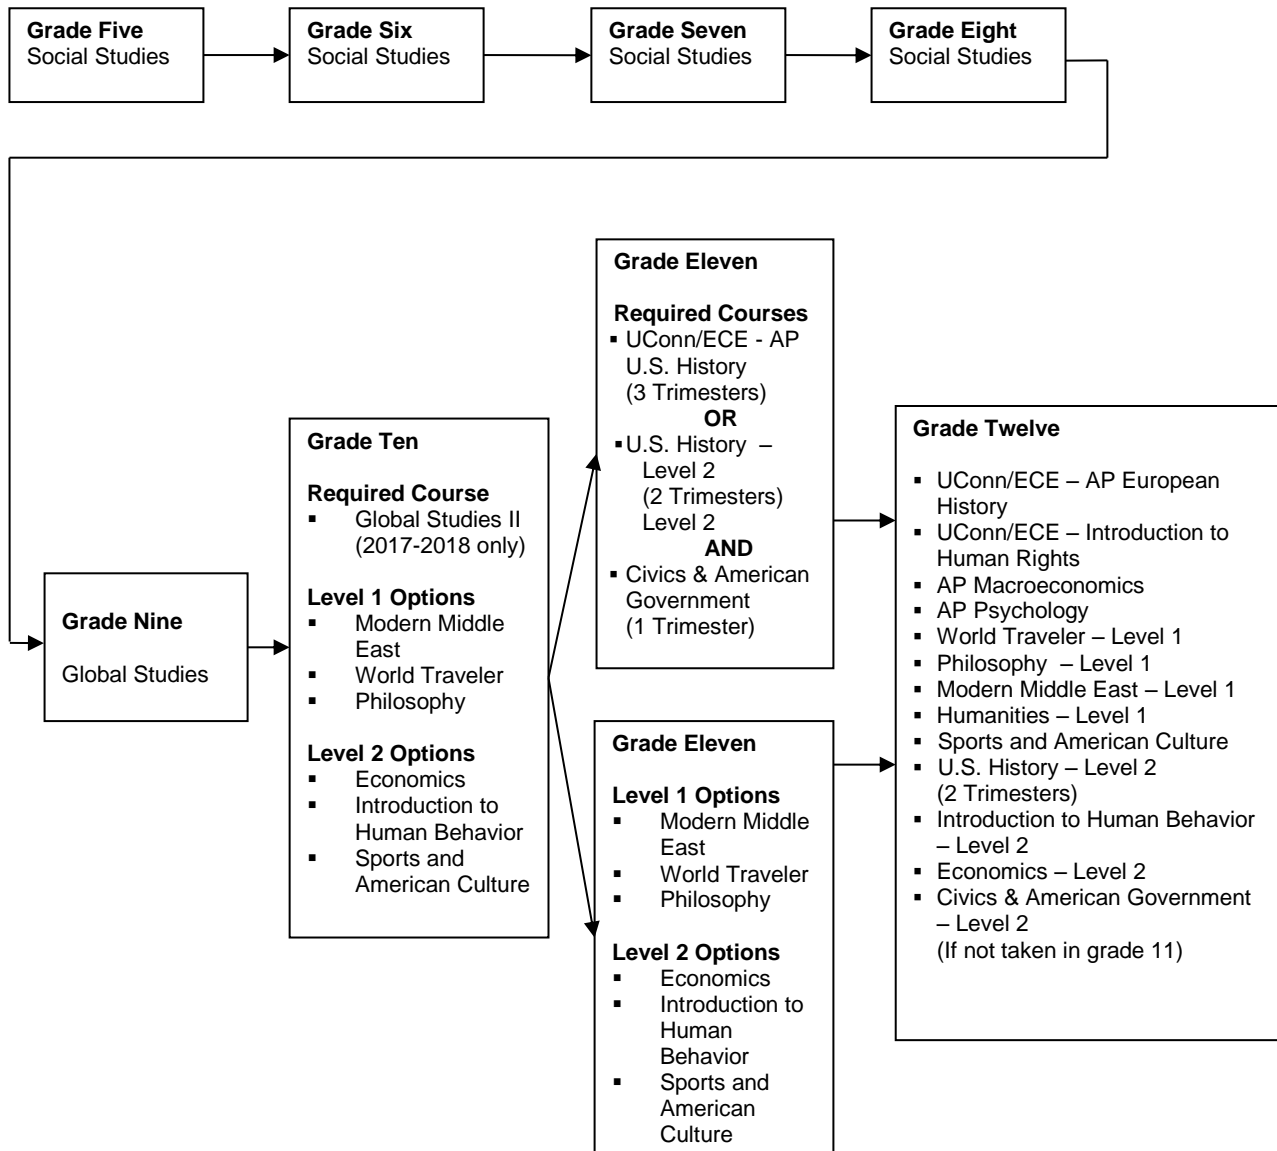 Grade Five
Social Studies
Grade Six
Social Studies
Grade Seven
Social Studies
Grade Eight
Social Studies
Grade Nine
Global Studies
Grade Ten
Required Course
▪ Global Studies II
(2017-2018 only)
Level 1 Options
▪ Modern Middle
East
▪ World Traveler
▪ Philosophy
Level 2 Options
▪ Economics
▪ Introduction to
Human Behavior
▪ Sports and
American Culture
Grade Eleven
Required Courses
▪ UConn/ECE - AP
U.S. History
(3 Trimesters)
OR
▪ U.S. History –
Level 2
(2 Trimesters)
Level 2
AND
▪ Civics & American
Government
(1 Trimester)
Grade Eleven
Level 1 Options
▪ Modern Middle
East
▪ World Traveler
▪ Philosophy
Level 2 Options
▪ Economics
▪ Introduction to
Human
Behavior
▪ Sports and
American
Culture
Grade Twelve
▪ UConn/ECE – AP European
History
▪ UConn/ECE – Introduction to
Human Rights
▪ AP Macroeconomics
▪ AP Psychology
▪ World Traveler – Level 1
▪ Philosophy – Level 1
▪ Modern Middle East – Level 1
▪ Humanities – Level 1
▪ Sports and American Culture
▪ U.S. History – Level 2
(2 Trimesters)
▪ Introduction to Human Behavior
– Level 2
▪ Economics – Level 2
▪ Civics & American Government
– Level 2
(If not taken in grade 11)